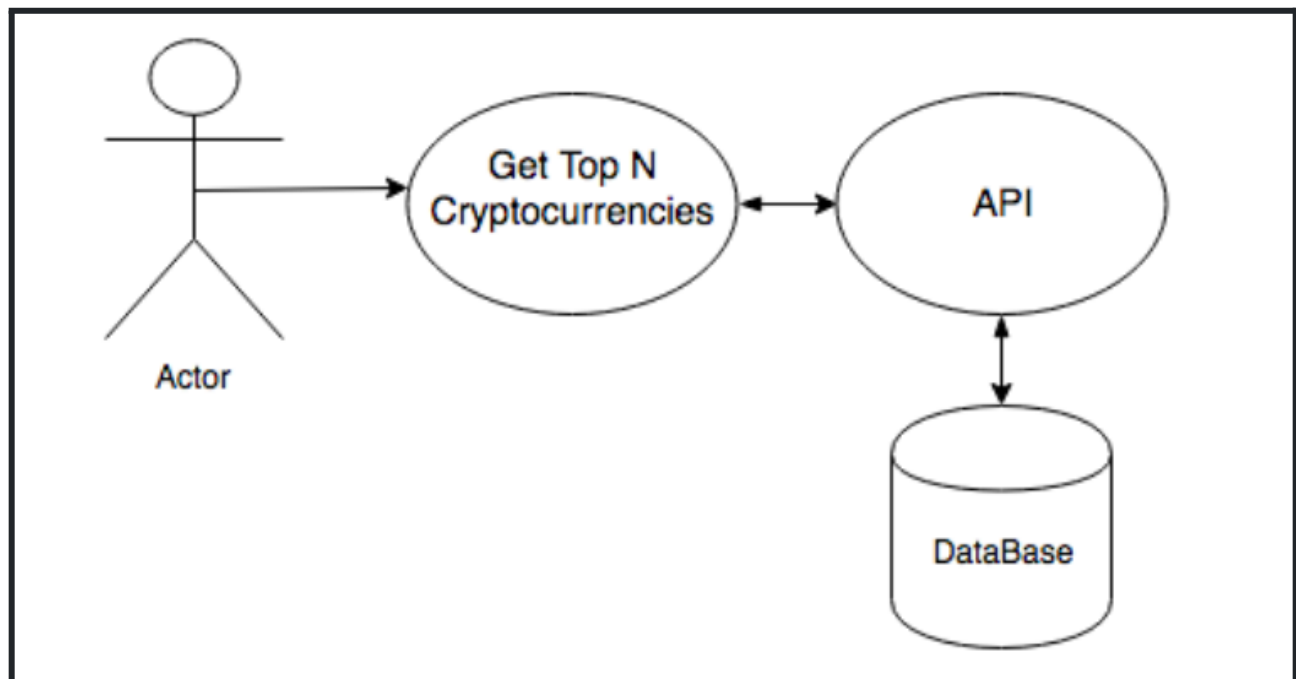 Get Top N
Cryptocurrencies
API
Actor
DataBase